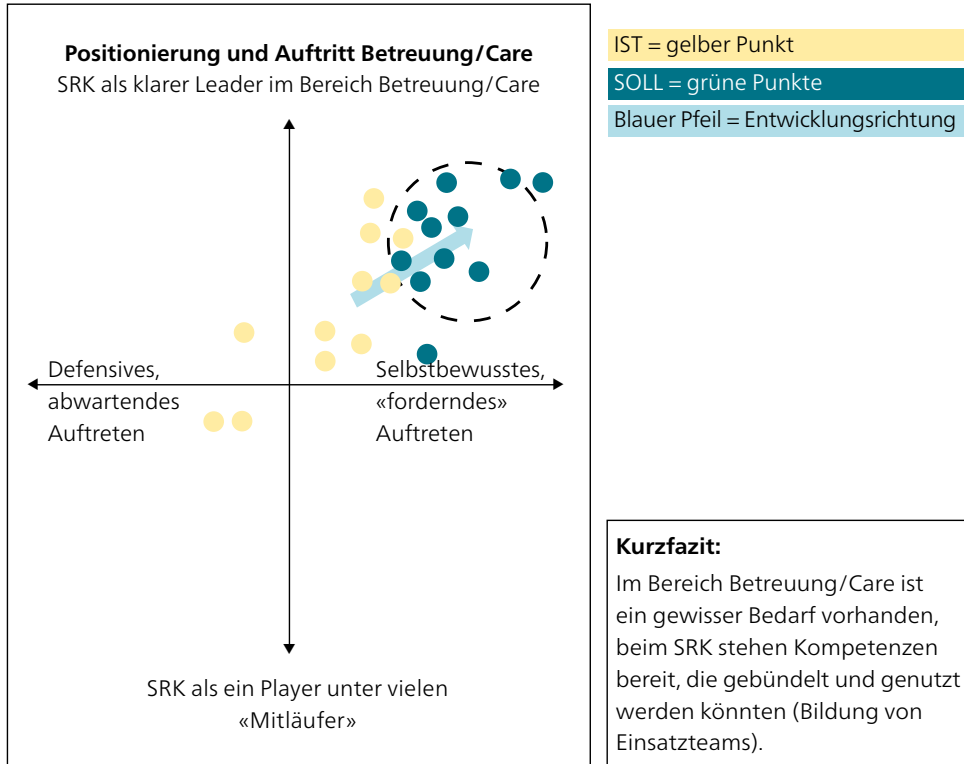 Positionierung und Auftritt Betreuung/Care
SRK als klarer Leader im Bereich Betreuung/Care
Defensives,
abwartendes
Auftreten
Selbstbewusstes,
«forderndes»
Auftreten
SRK als ein Player unter vielen
«Mitläufer»
IST = gelber Punkt
SOLL = grüne Punkte
Blauer Pfeil = Entwicklungsrichtung
Kurzfazit:
Im Bereich Betreuung/Care ist
ein gewisser Bedarf vorhanden,
beim SRK stehen Kompetenzen
bereit, die gebündelt und genutzt
werden könnten (Bildung von
Einsatzteams).